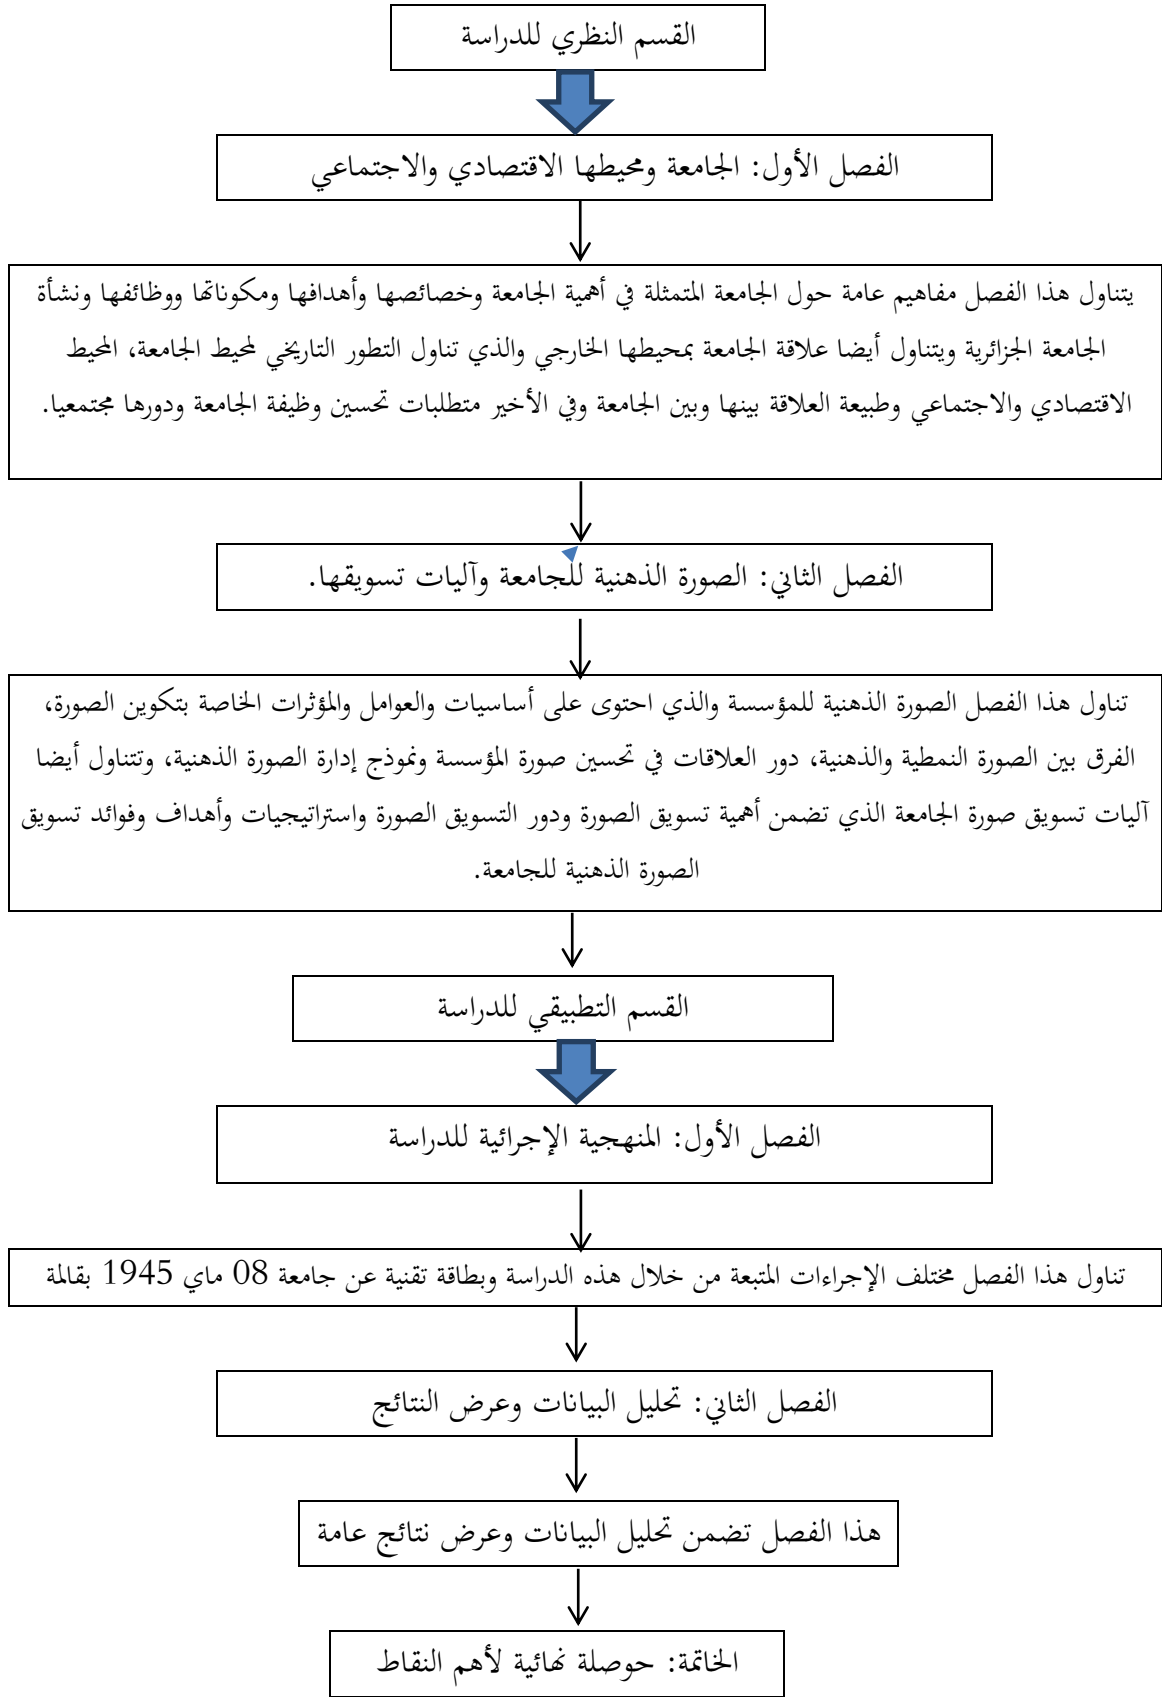 القسم النظري للدراسة
الفصل الأول: الجامعة ومحيطها الاقتصادي والاجتماعي
يتناول هذا الفصل مفاهيم عامة حول الجامعة المتمثلة في أهمية الجامعة وخصائصها وأهدافها ومكوناتها ووظائفها ونشأة
الجامعة الجزائرية ويتناول أيضا علاقة الجامعة بمحيطها الخارجي والذي تناول التطور التاريخي لمحيط الجامعة، المحيط
الاقتصادي والاجتماعي وطبيعة العلاقة بينها وبين الجامعة وفي الأخير متطلبات تحسين وظيفة الجامعة ودورها مجتمعيا.
الفصل الثاني: الصورة الذهنية للجامعة وآليات تسويقها.
تناول هذا الفصل الصورة الذهنية للمؤسسة والذي احتوى على أساسيات والعوامل والمؤثرات الخاصة بتكوين الصورة،
الفرق بين الصورة النمطية والذهنية، دور العلاقات في تحسين صورة المؤسسة ونموذج إدارة الصورة الذهنية، وتتناول أيضا
آليات تسويق صورة الجامعة الذي تضمن أهمية تسويق الصورة ودور التسويق الصورة واستراتيجيات وأهداف وفوائد تسويق
الصورة الذهنية للجامعة.
القسم التطبيقي للدراسة
الفصل الأول: المنهجية الإجرائية للدراسة
تناول هذا الفصل مختلف الإجراءات المتبعة من خلال هذه الدراسة وبطاقة تقنية عن جامعة 08 ماي 1945 بقالمة
الفصل الثاني: تحليل البيانات وعرض النتائج
هذا الفصل تضمن تحليل البيانات وعرض نتائج عامة
الخاتمة: حوصلة نهائية لأهم النقاط